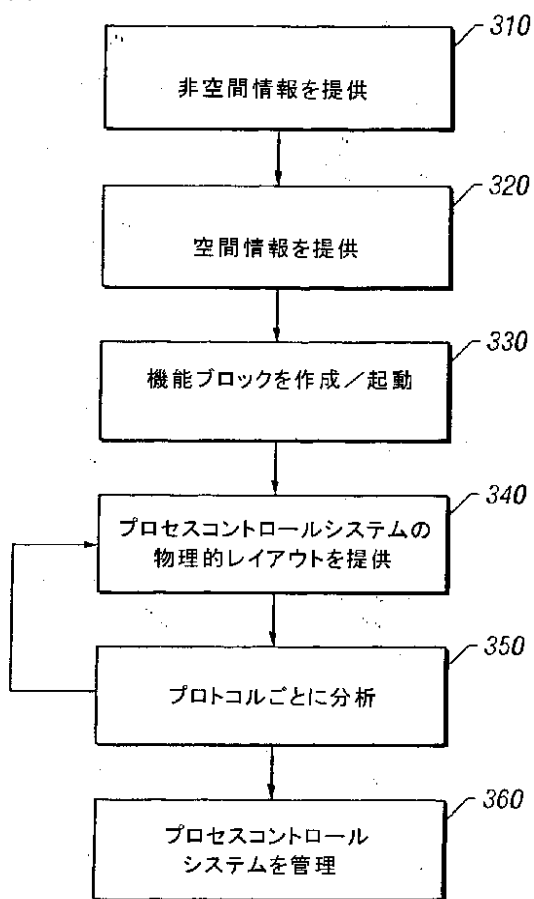 310
非空間情報を提供
320
空間情報を提供
330
機能ブロックを作成／起動
340
プロセスコントロールシステムの
物理的レイアウトを提供
350
プロトコルごとに分析
360
プロセスコントロール
システムを管理